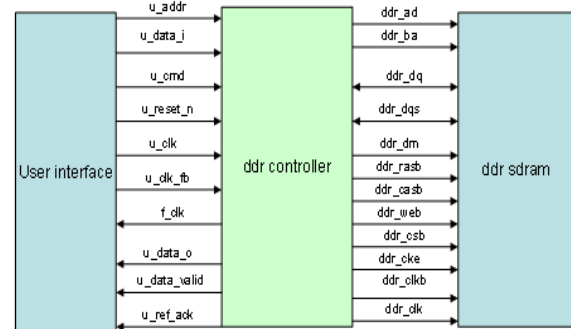 u_addr
u_data_i
u_cmd
u_reset_n
u_clk
u_clk_fb
f_clk
u_data_o
u_data_valid
u_ref_ack
User interface
ddr controller
ddr_ad
ddr_ba
ddr_dq
ddr_dqs
ddr_dm
ddr_rasb
ddr_casb
ddr_web
ddr_csb
ddr_cke
ddr_clkb
ddr_clk
ddr sdram